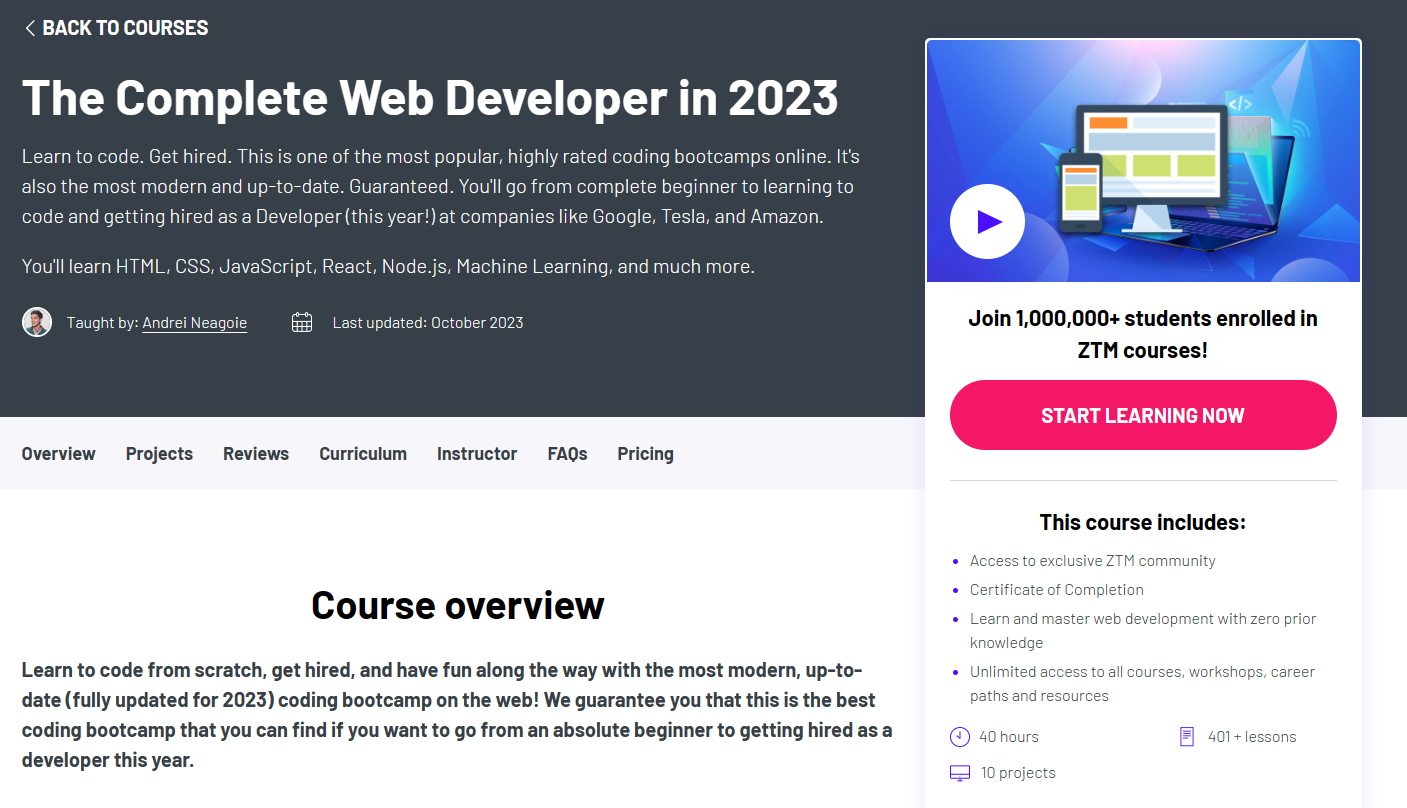 BACK TO COURSES
The Complete Web Developer in 2023
Learn to code. Get hired. This is one of the most popular, highly rated coding bootcamps online. It's
also the most modern and up-to-date. Guaranteed. You'll go from complete beginner to learning to
code and getting hired as a Developer (this year!) at companies like Google, Tesla, and Amazon.
You'll learn HTML, CSS, JavaScript, React, Node.js, Machine Learning, and much more.
Taught by: Andrei Neagoie
Last updated: October 2023
</>
Join 1,000,000+ students enrolled in
ZTM courses!
START LEARNING NOW
Overview Projects Reviews Curriculum Instructor FAQs Pricing
Course overview
Learn to code from scratch, get hired, and have fun along the way with the most modern, up-to-
date (fully updated for 2023) coding bootcamp on the web! We guarantee you that this is the best
coding bootcamp that you can find if you want to go from an absolute beginner to getting hired as a
developer this year.
This course includes:
Access to exclusive ZTM community
Certificate of Completion
Learn and master web development with zero prior
knowledge
Unlimited access to all courses, workshops, career
paths and resources
40 hours
401 + lessons
10 projects